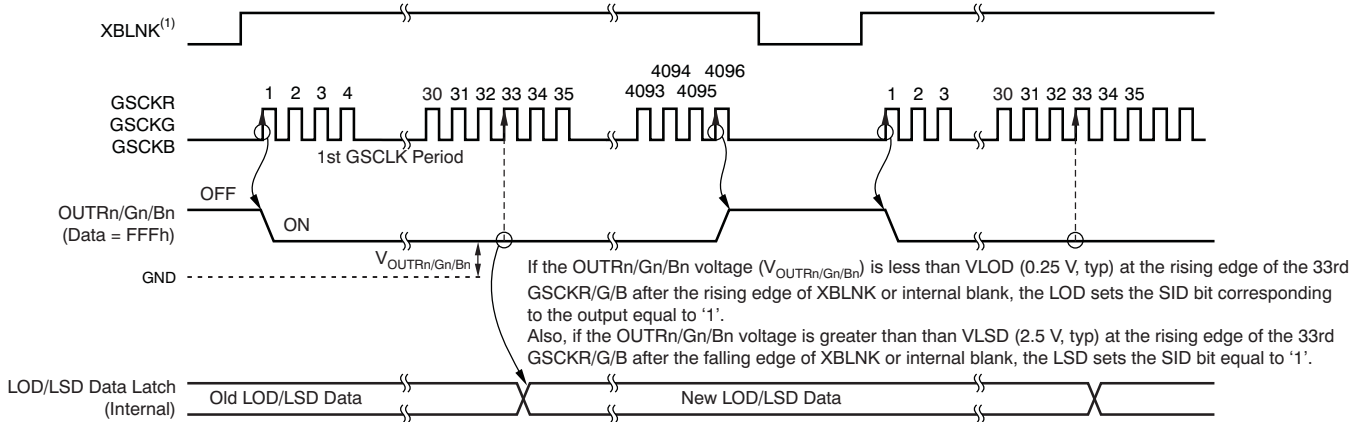 XBLNK(1)
4094 4096
1 2 3 4 30 31 32 33 34 35 4093 4095 1 2 3 30 31 32 33 34 35
GSCKR
GSCKG
GSCKB
1st GSCLK Period
OFF
OUTRn/Gn/Bn
(Data = FFFh)
ON
VOUTRn/Gn/Bn
GND
If the OUTRn/Gn/Bn voltage (VOUTRn/Gn/Bn) is less than VLOD (0.25 V, typ) at the rising edge of the 33rd
GSCKR/G/B after the rising edge of XBLNK or internal blank, the LOD sets the SID bit corresponding
to the output equal to ‘1’.
Also, if the OUTRn/Gn/Bn voltage is greater than than VLSD (2.5 V, typ) at the rising edge of the 33rd
GSCKR/G/B after the falling edge of XBLNK or internal blank, the LSD sets the SID bit equal to ‘1’.
LOD/LSD Data Latch
(Internal)
Old LOD/LSD Data
New LOD/LSD Data